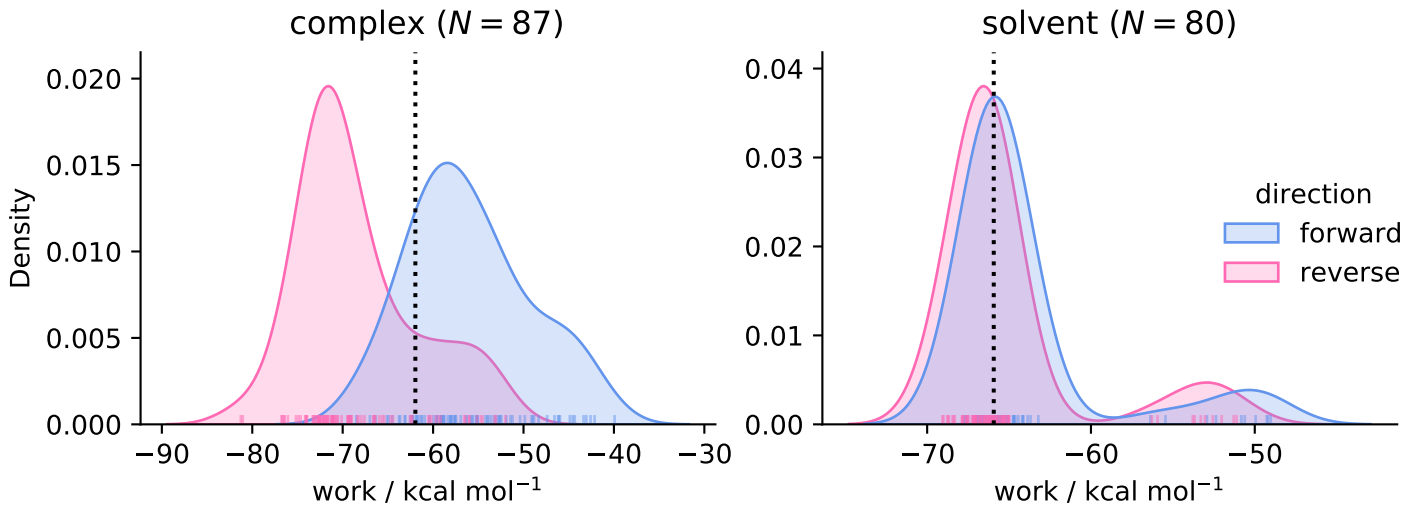 complex (N = 87)
0.020
0.015
0.010
0.005
0.000
Density
−90 −80 −70 −60 −50 −40 −30
work / kcal mol⁻¹
solvent (N = 80)
0.04
0.03
0.02
0.01
0.00
−70 −60 −50
work / kcal mol⁻¹
direction
forward
reverse